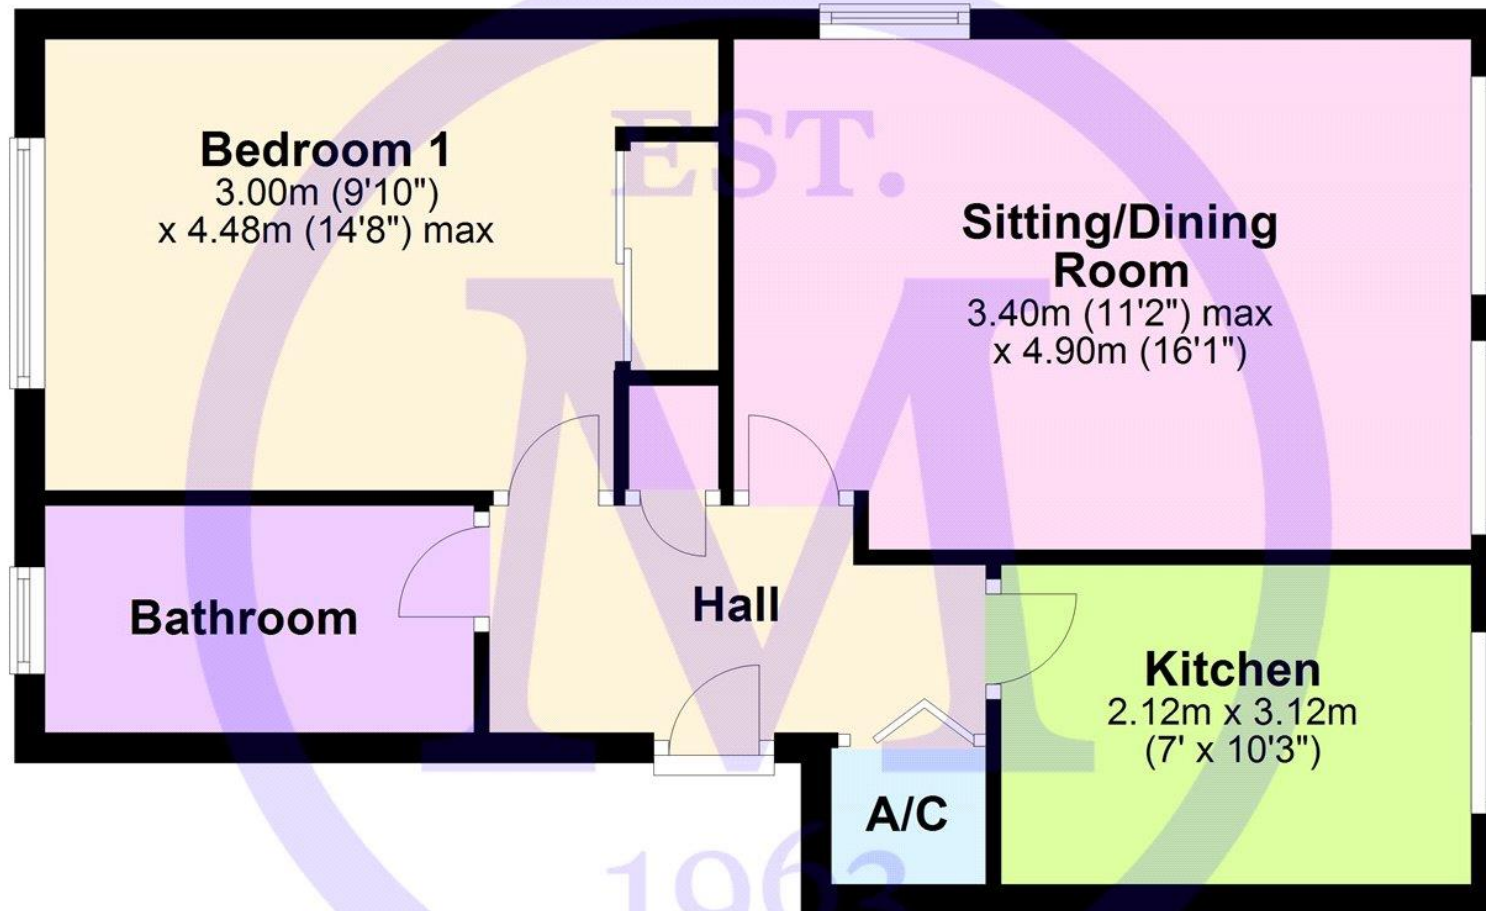 Bedroom 1
3.00m (9'10")
x 4.48m (14'8") max
EST.
Sitting/Dining
Room
3.40m (11'2") max
x 4.90m (16'1")
M
Bathroom
Hall
Kitchen
2.12m x 3.12m
(7' x 10'3")
A/C
1963